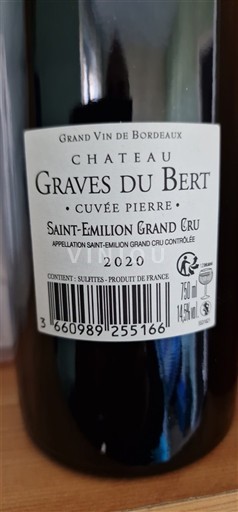 GRAND VIN DE BORDEAUX
CHATEAU
GRAVES DU BERT
· CUVÉE PIERRE ·
SAINT-EMILION GRAND CRU
APPELLATION SAINT-EMILION GRAND CRU CONTRÔLÉE
2020
CONTIENT : SULFITES - PRODUIT DE FRANCE
3 660989 255166
750 ml
14,5% vol.